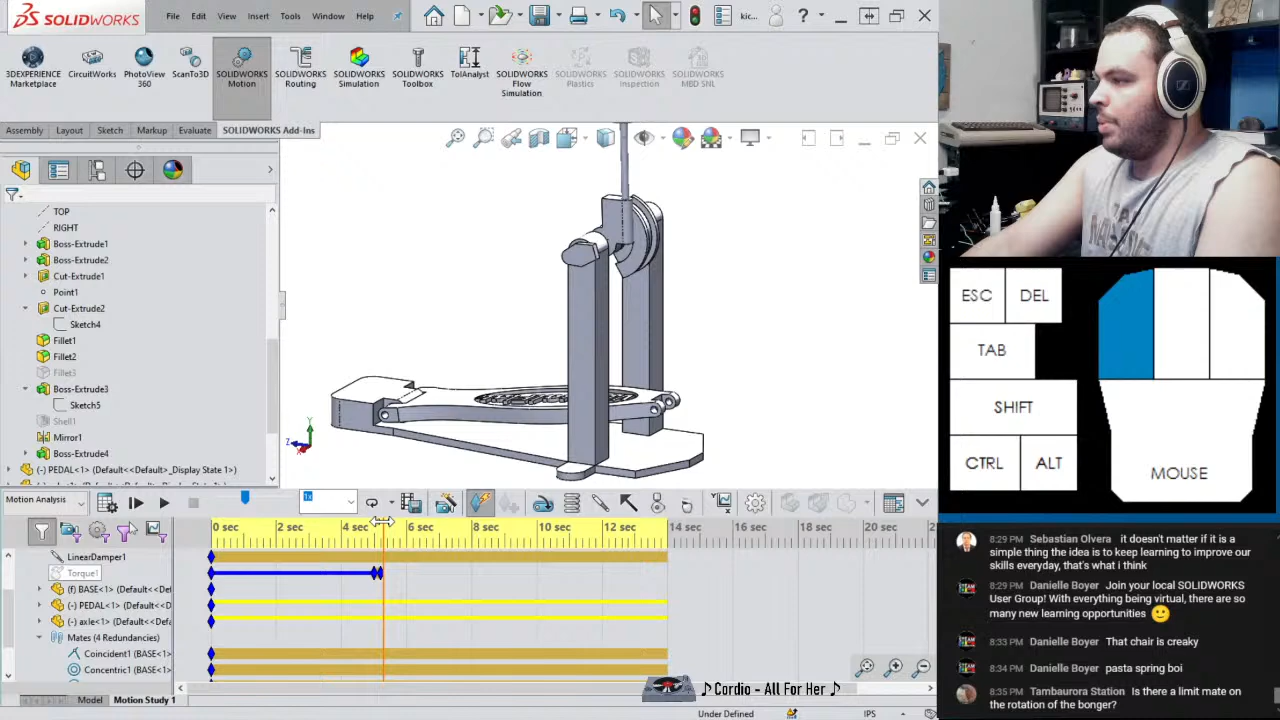 SOLIDWORKS
File Edit View Insert Tools Window Help
kic...
3DEXPERIENCE Marketplace
CircuitWorks
PhotoView 360
ScanTo3D
SOLIDWORKS Motion
SOLIDWORKS Routing
SOLIDWORKS Simulation
SOLIDWORKS Toolbox
TolAnalyst
SOLIDWORKS Flow Simulation
SOLIDWORKS Plastics
SOLIDWORKS Inspection
SOLIDWORKS MBD SNL
Assembly Layout Sketch Markup Evaluate SOLIDWORKS Add-Ins
TOP
RIGHT
Boss-Extrude1
Boss-Extrude2
Cut-Extrude1
Point1
Cut-Extrude2
Sketch4
Fillet1
Fillet2
Fillet3
Boss-Extrude3
Sketch5
Shell1
Mirror1
Boss-Extrude4
(-) PEDAL<1> (Default<<Default>_Display State 1>)
Y
Z
X
Motion Analysis
1x
0 sec 2 sec 4 sec 6 sec 8 sec 10 sec 12 sec 14 sec 16 sec 18 sec 20 sec 22
LinearDamper1
Torque1
(f) BASE<1> (Default<<De
(-) PEDAL<1> (Default<<D
(-) axle<1> (Default<<Defa
Mates (4 Redundancies)
Coincident1 (BASE<1>
Concentric1 (BASE<1>
Model Motion Study 1
♪ Cordio - All For Her ♪
Under Defined
IPS
ESC DEL
TAB
SHIFT
CTRL ALT
MOUSE
8:29 PM Sebastian Olvera it doesn't matter if it is a
simple thing the idea is to keep learning to improve our
skills everyday, that's what i think
8:29 PM Danielle Boyer Join your local SOLIDWORKS
User Group! With everything being virtual, there are so
many new learning opportunities 🙂
8:33 PM Danielle Boyer That chair is creaky
8:34 PM Danielle Boyer pasta spring boi
8:35 PM Tambaurora Station Is there a limit mate on
the rotation of the bonger?